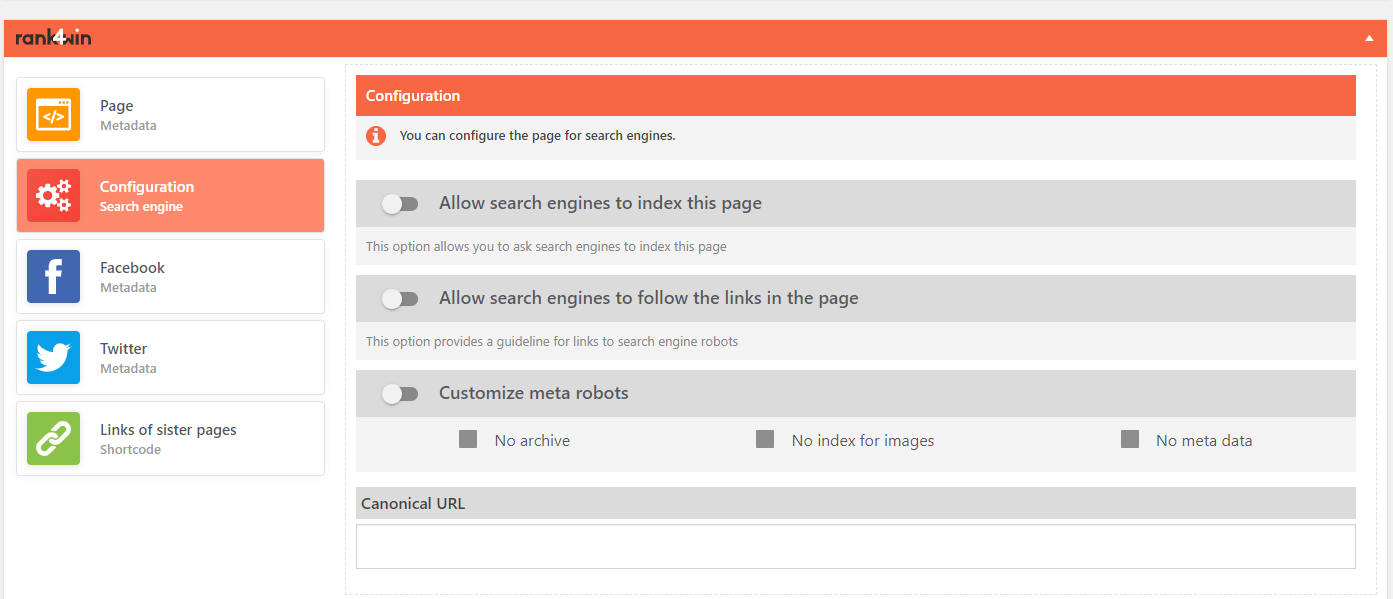 rank4win
Page
Metadata
Configuration
Search engine
Facebook
Metadata
Twitter
Metadata
Links of sister pages
Shortcode
Configuration
You can configure the page for search engines.
Allow search engines to index this page
This option allows you to ask search engines to index this page
Allow search engines to follow the links in the page
This option provides a guideline for links to search engine robots
Customize meta robots
No archive No index for images No meta data
Canonical URL